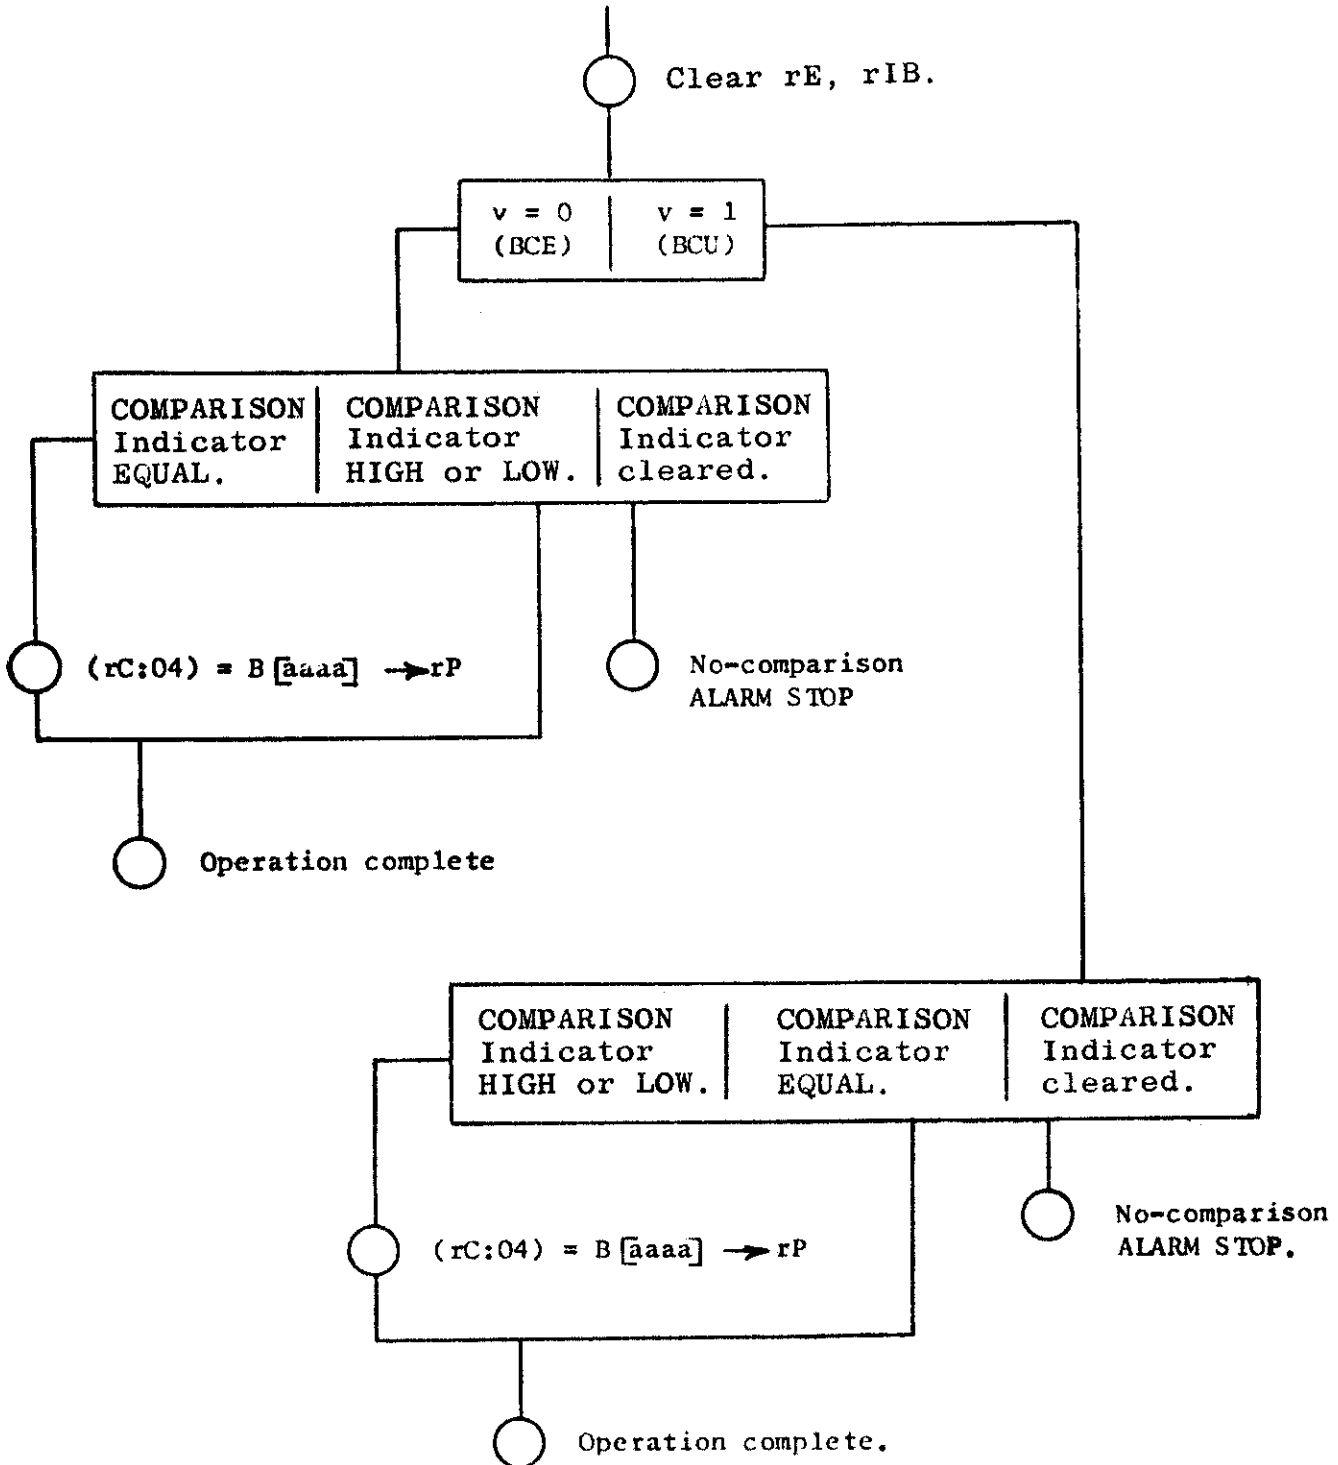 Clear rE, rIB.
v = 0
(BCE)
v = 1
(BCU)
COMPARISON
Indicator
EQUAL.
COMPARISON
Indicator
HIGH or LOW.
COMPARISON
Indicator
cleared.
(rC:04) = B[aaaa] →rP
No-comparison
ALARM STOP
Operation complete
COMPARISON
Indicator
HIGH or LOW.
COMPARISON
Indicator
EQUAL.
COMPARISON
Indicator
cleared.
(rC:04) = B[aaaa] →rP
No-comparison
ALARM STOP.
Operation complete.